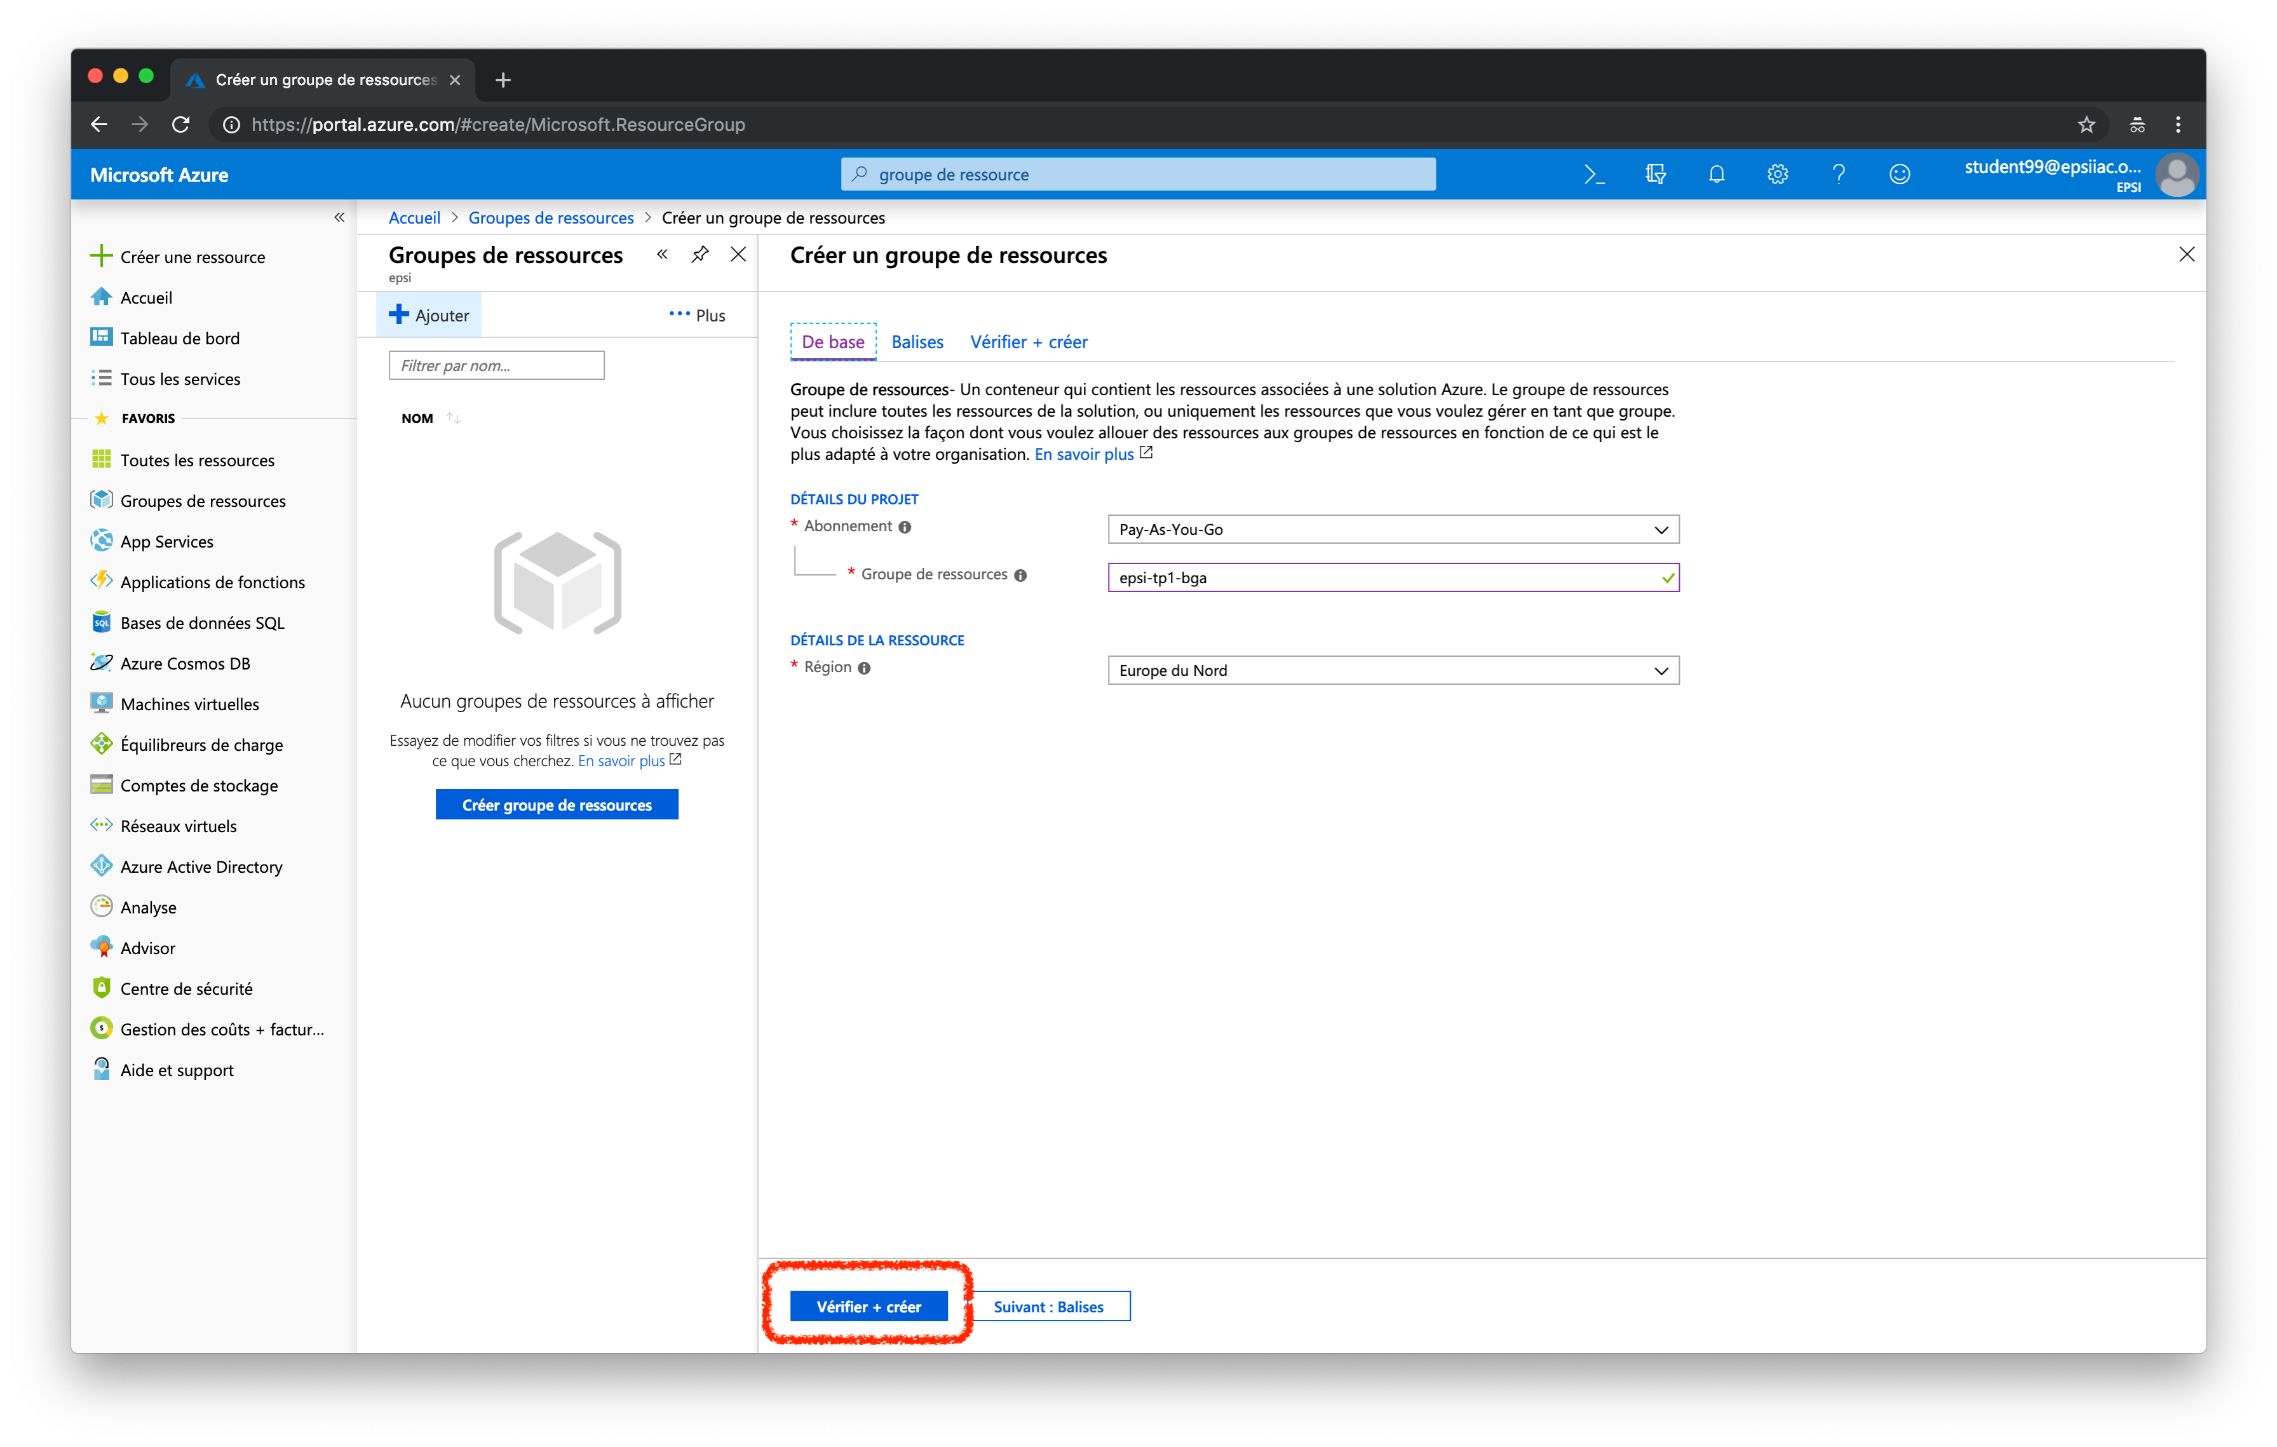 Créer un groupe de ressources
https://portal.azure.com/#create/Microsoft.ResourceGroup
Microsoft Azure
groupe de ressource
student99@epsiiac.o...
EPSI
Accueil > Groupes de ressources > Créer un groupe de ressources
Créer une ressource
Accueil
Tableau de bord
Tous les services
FAVORIS
Toutes les ressources
Groupes de ressources
App Services
Applications de fonctions
SQL
Bases de données SQL
Azure Cosmos DB
Machines virtuelles
Équilibreurs de charge
Comptes de stockage
Réseaux virtuels
Azure Active Directory
Analyse
Advisor
Centre de sécurité
Gestion des coûts + factur...
Aide et support
Groupes de ressources
epsi
Ajouter
Plus
Filtrer par nom...
NOM
Aucun groupes de ressources à afficher
Essayez de modifier vos filtres si vous ne trouvez pas
ce que vous cherchez. En savoir plus
Créer groupe de ressources
Créer un groupe de ressources
De base Balises Vérifier + créer
Groupe de ressources- Un conteneur qui contient les ressources associées à une solution Azure. Le groupe de ressources
peut inclure toutes les ressources de la solution, ou uniquement les ressources que vous voulez gérer en tant que groupe.
Vous choisissez la façon dont vous voulez allouer des ressources aux groupes de ressources en fonction de ce qui est le
plus adapté à votre organisation. En savoir plus
DÉTAILS DU PROJET
* Abonnement
Pay-As-You-Go
* Groupe de ressources
epsi-tp1-bga
DÉTAILS DE LA RESSOURCE
* Région
Europe du Nord
Vérifier + créer
Suivant : Balises